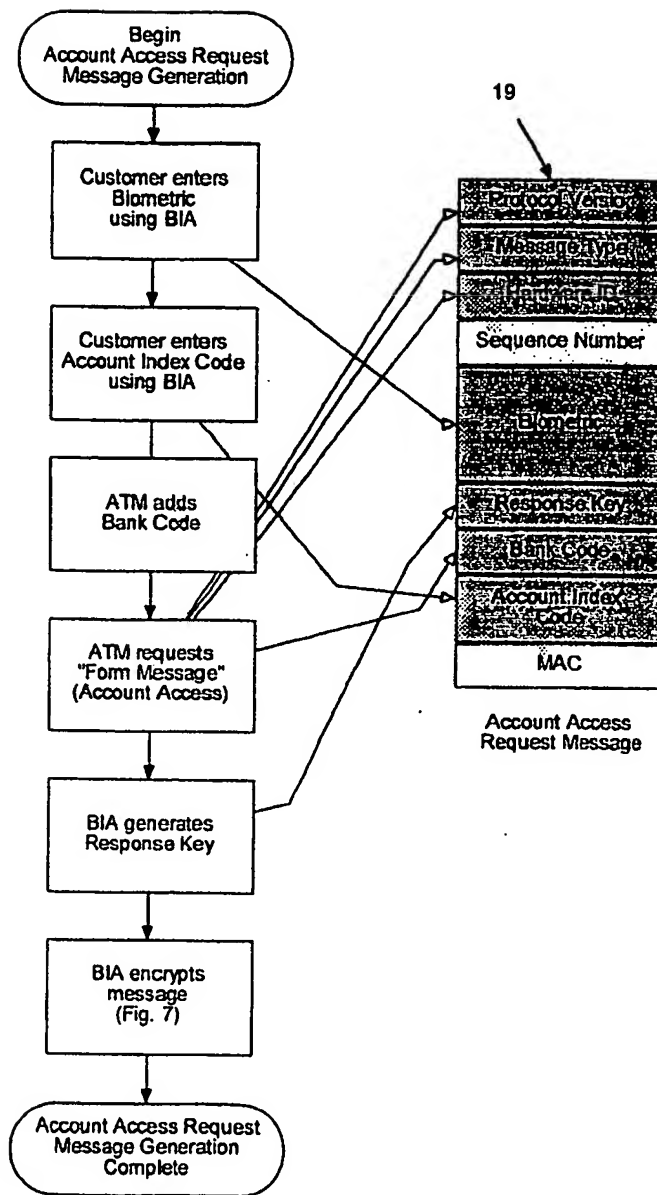 Begin
Account Access Request
Message Generation
Customer enters
Biometric
using BIA
Customer enters
Account Index Code
using BIA
ATM adds
Bank Code
ATM requests
"Form Message"
(Account Access)
BIA generates
Response Key
BIA encrypts
message
(Fig. 7)
Account Access Request
Message Generation
Complete
19
Protocol Version
Message Type
Hardware ID
Sequence Number
Biometric
Response Key
Bank Code
Account Index
Code
MAC
Account Access
Request Message